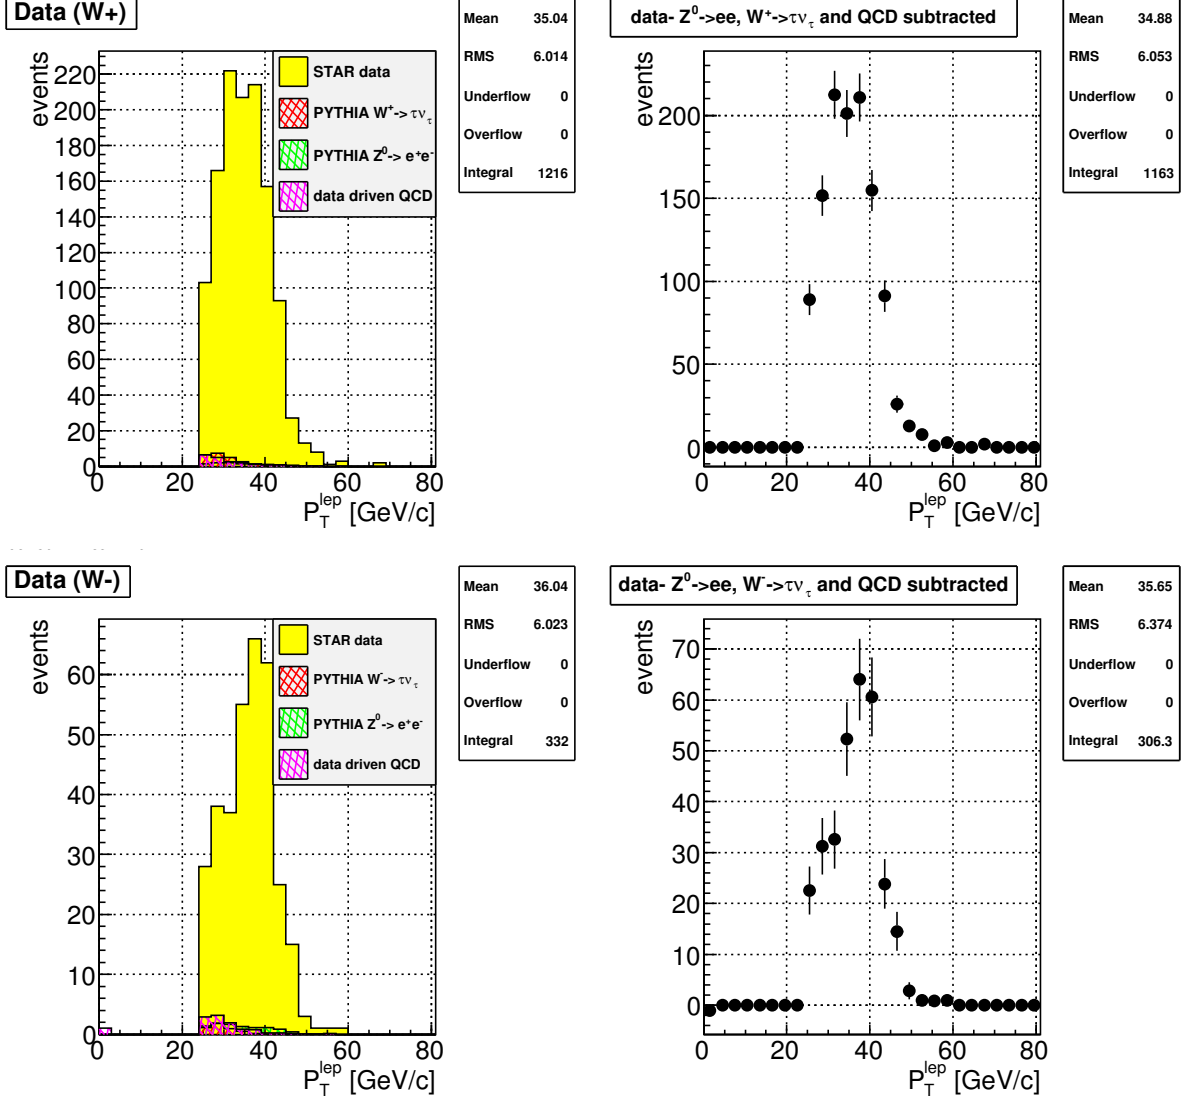 Data (W+)
Mean 35.04
RMS 6.014
Underflow 0
Overflow 0
Integral 1216
events
220
200
180
160
140
120
100
80
60
40
20
0
STAR data
PYTHIA W⁺-> τν_τ
PYTHIA Z⁰-> e⁺e⁻
data driven QCD
0 20 40 60 80
P_T^lep [GeV/c]
data- Z⁰->ee, W⁺->τν_τ and QCD subtracted
Mean 34.88
RMS 6.053
Underflow 0
Overflow 0
Integral 1163
events
200
150
100
50
0
0 20 40 60 80
P_T^lep [GeV/c]
Data (W-)
Mean 36.04
RMS 6.023
Underflow 0
Overflow 0
Integral 332
events
60
50
40
30
20
10
0
STAR data
PYTHIA W⁻-> τν_τ
PYTHIA Z⁰-> e⁺e⁻
data driven QCD
0 20 40 60 80
P_T^lep [GeV/c]
data- Z⁰->ee, W⁻->τν_τ and QCD subtracted
Mean 35.65
RMS 6.374
Underflow 0
Overflow 0
Integral 306.3
events
70
60
50
40
30
20
10
0
0 20 40 60 80
P_T^lep [GeV/c]